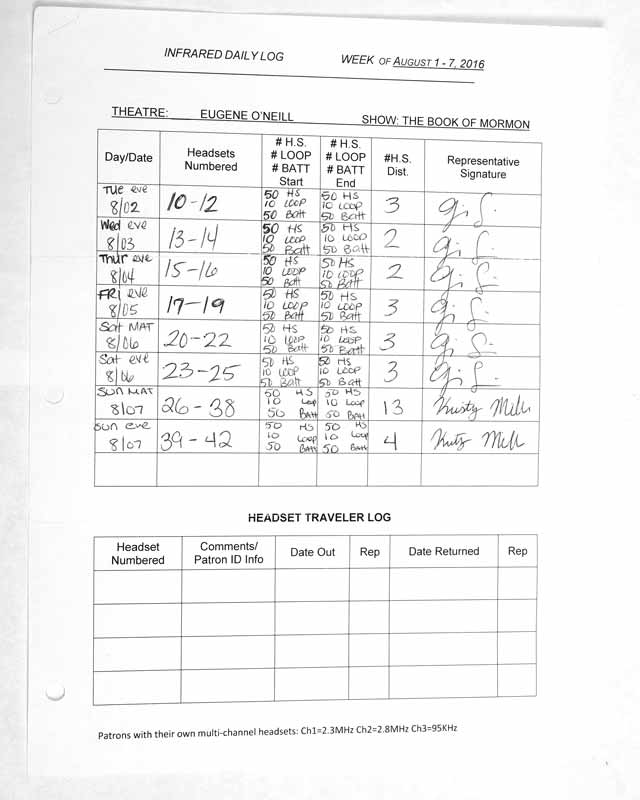 INFRARED DAILY LOG WEEK OF AUGUST 1 - 7, 2016
THEATRE: EUGENE O'NEILL SHOW: THE BOOK OF MORMON
Day/Date
Headsets
Numbered
# H.S.
# LOOP
# BATT
Start
# H.S.
# LOOP
# BATT
End
#H.S.
Dist.
Representative
Signature
Tue eve
8/02
10-12
50 HS
10 LOOP
50 Batt
50 HS
10 LOOP
50 Batt
3
Wed eve
8/03
13-14
50 HS
10 LOOP
50 Batt
50 HS
10 LOOP
50 Batt
2
Thur eve
8/04
15-16
50 HS
10 LOOP
50 Batt
50 HS
10 LOOP
50 Batt
2
FRI eve
8/05
17-19
50 HS
10 LOOP
50 Batt
50 HS
10 LOOP
50 Batt
3
Sat MAT
8/06
20-22
50 HS
10 LOOP
50 Batt
50 HS
10 LOOP
50 Batt
3
Sat eve
8/06
23-25
50 HS
10 LOOP
50 Batt
50 HS
10 LOOP
50 Batt
3
SUN MAT
8/07
26-38
50 HS
10 Loop
50 Batt
50 HS
10 Loop
50 Batt
13
Sun eve
8/07
39-42
50 HS
10 LOOP
50 Batt
50 HS
10 Loop
50 Batt
4
HEADSET TRAVELER LOG
Headset
Numbered
Comments/
Patron ID Info
Date Out
Rep
Date Returned
Rep
Patrons with their own multi-channel headsets: Ch1=2.3MHz Ch2=2.8MHz Ch3=95KHz